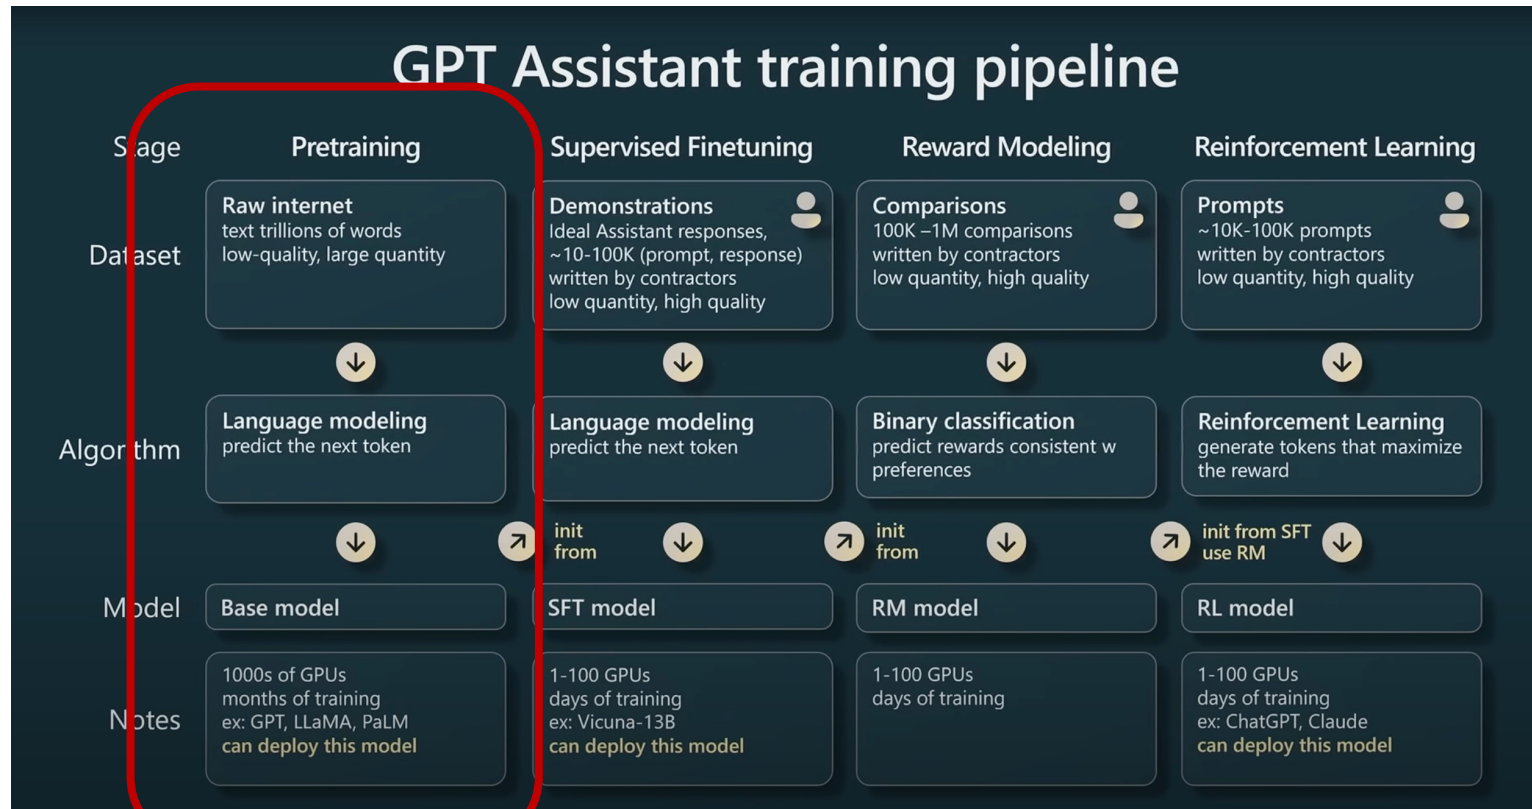 GPT Assistant training pipeline
Stage
Pretraining
Supervised Finetuning
Reward Modeling
Reinforcement Learning
Dataset
Raw internet
text trillions of words
low-quality, large quantity
Demonstrations
Ideal Assistant responses,
~10-100K (prompt, response)
written by contractors
low quantity, high quality
Comparisons
100K –1M comparisons
written by contractors
low quantity, high quality
Prompts
~10K-100K prompts
written by contractors
low quantity, high quality
Algorithm
Language modeling
predict the next token
Language modeling
predict the next token
Binary classification
predict rewards consistent w
preferences
Reinforcement Learning
generate tokens that maximize
the reward
init
from
init
from
init from SFT
use RM
Model
Base model
SFT model
RM model
RL model
Notes
1000s of GPUs
months of training
ex: GPT, LLaMA, PaLM
can deploy this model
1-100 GPUs
days of training
ex: Vicuna-13B
can deploy this model
1-100 GPUs
days of training
1-100 GPUs
days of training
ex: ChatGPT, Claude
can deploy this model